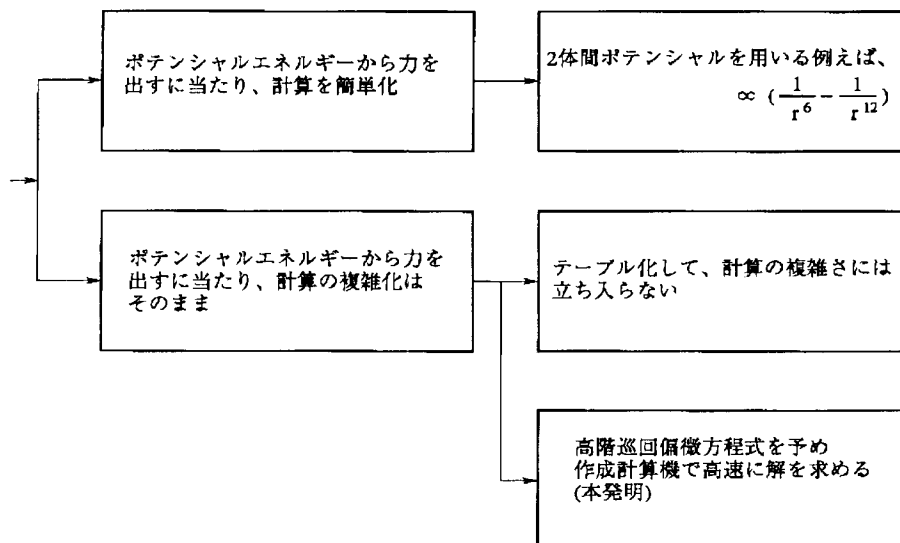 ポテンシャルエネルギーから力を
出すに当たり、計算を簡単化
2体間ポテンシャルを用いる例えば、
∝ (1/r^6 − 1/r^12)
ポテンシャルエネルギーから力を
出すに当たり、計算の複雑化は
そのまま
テーブル化して、計算の複雑さには
立ち入らない
高階巡回偏微方程式を予め
作成計算機で高速に解を求める
(本発明)